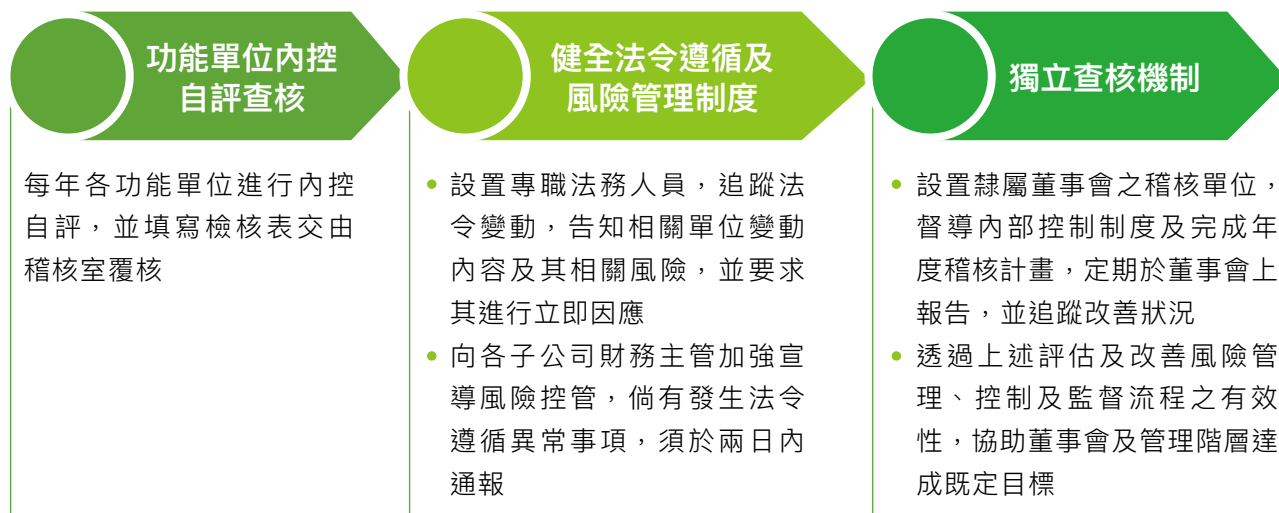 功能單位內控
自評查核
每年各功能單位進行內控
自評，並填寫檢核表交由
稽核室覆核
健全法令遵循及
風險管理制度
• 設置專職法務人員，追蹤法
令變動，告知相關單位變動
內容及其相關風險，並要求
其進行立即因應
• 向各子公司財務主管加強宣
導風險控管，倘有發生法令
遵循異常事項，須於兩日內
通報
獨立查核機制
• 設置隸屬董事會之稽核單位，
督導內部控制制度及完成年
度稽核計畫，定期於董事會上
報告，並追蹤改善狀況
• 透過上述評估及改善風險管
理、控制及監督流程之有效
性，協助董事會及管理階層達
成既定目標